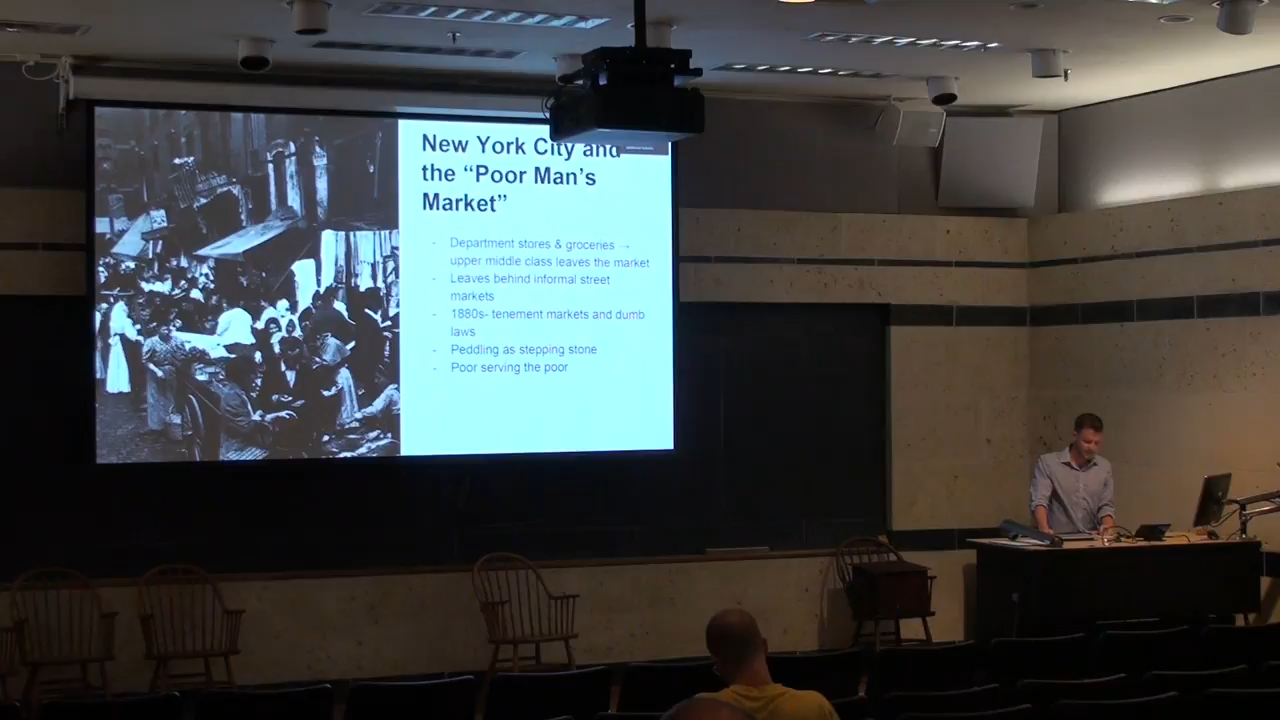 New York City and
the “Poor Man’s
Market”
- Department stores & groceries →
upper middle class leaves the market
- Leaves behind informal street
markets
- 1880s- tenement markets and dumb
laws
- Peddling as stepping stone
- Poor serving the poor